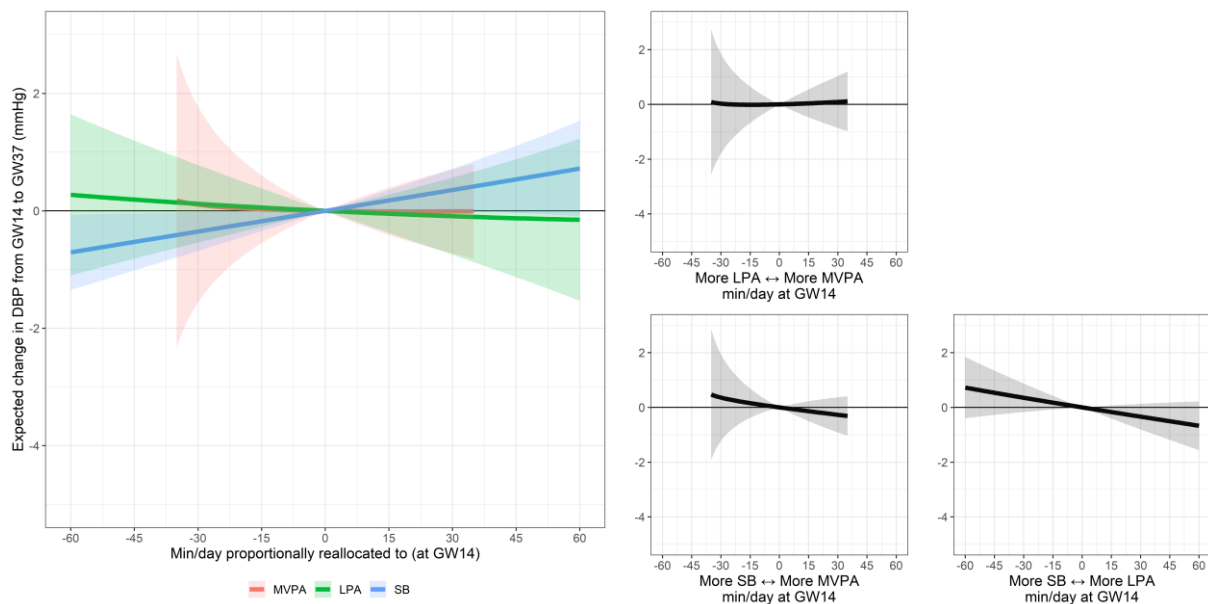 Expected change in DBP from GW14 to GW37 (mmHg)
2
0
-2
-4
-60 -45 -30 -15 0 15 30 45 60
Min/day proportionally reallocated to (at GW14)
MVPA LPA SB
2
0
-2
-4
-60 -45 -30 -15 0 15 30 45 60
More LPA ↔ More MVPA
min/day at GW14
2
0
-2
-4
-60 -45 -30 -15 0 15 30 45 60
More SB ↔ More MVPA
min/day at GW14
2
0
-2
-4
-60 -45 -30 -15 0 15 30 45 60
More SB ↔ More LPA
min/day at GW14